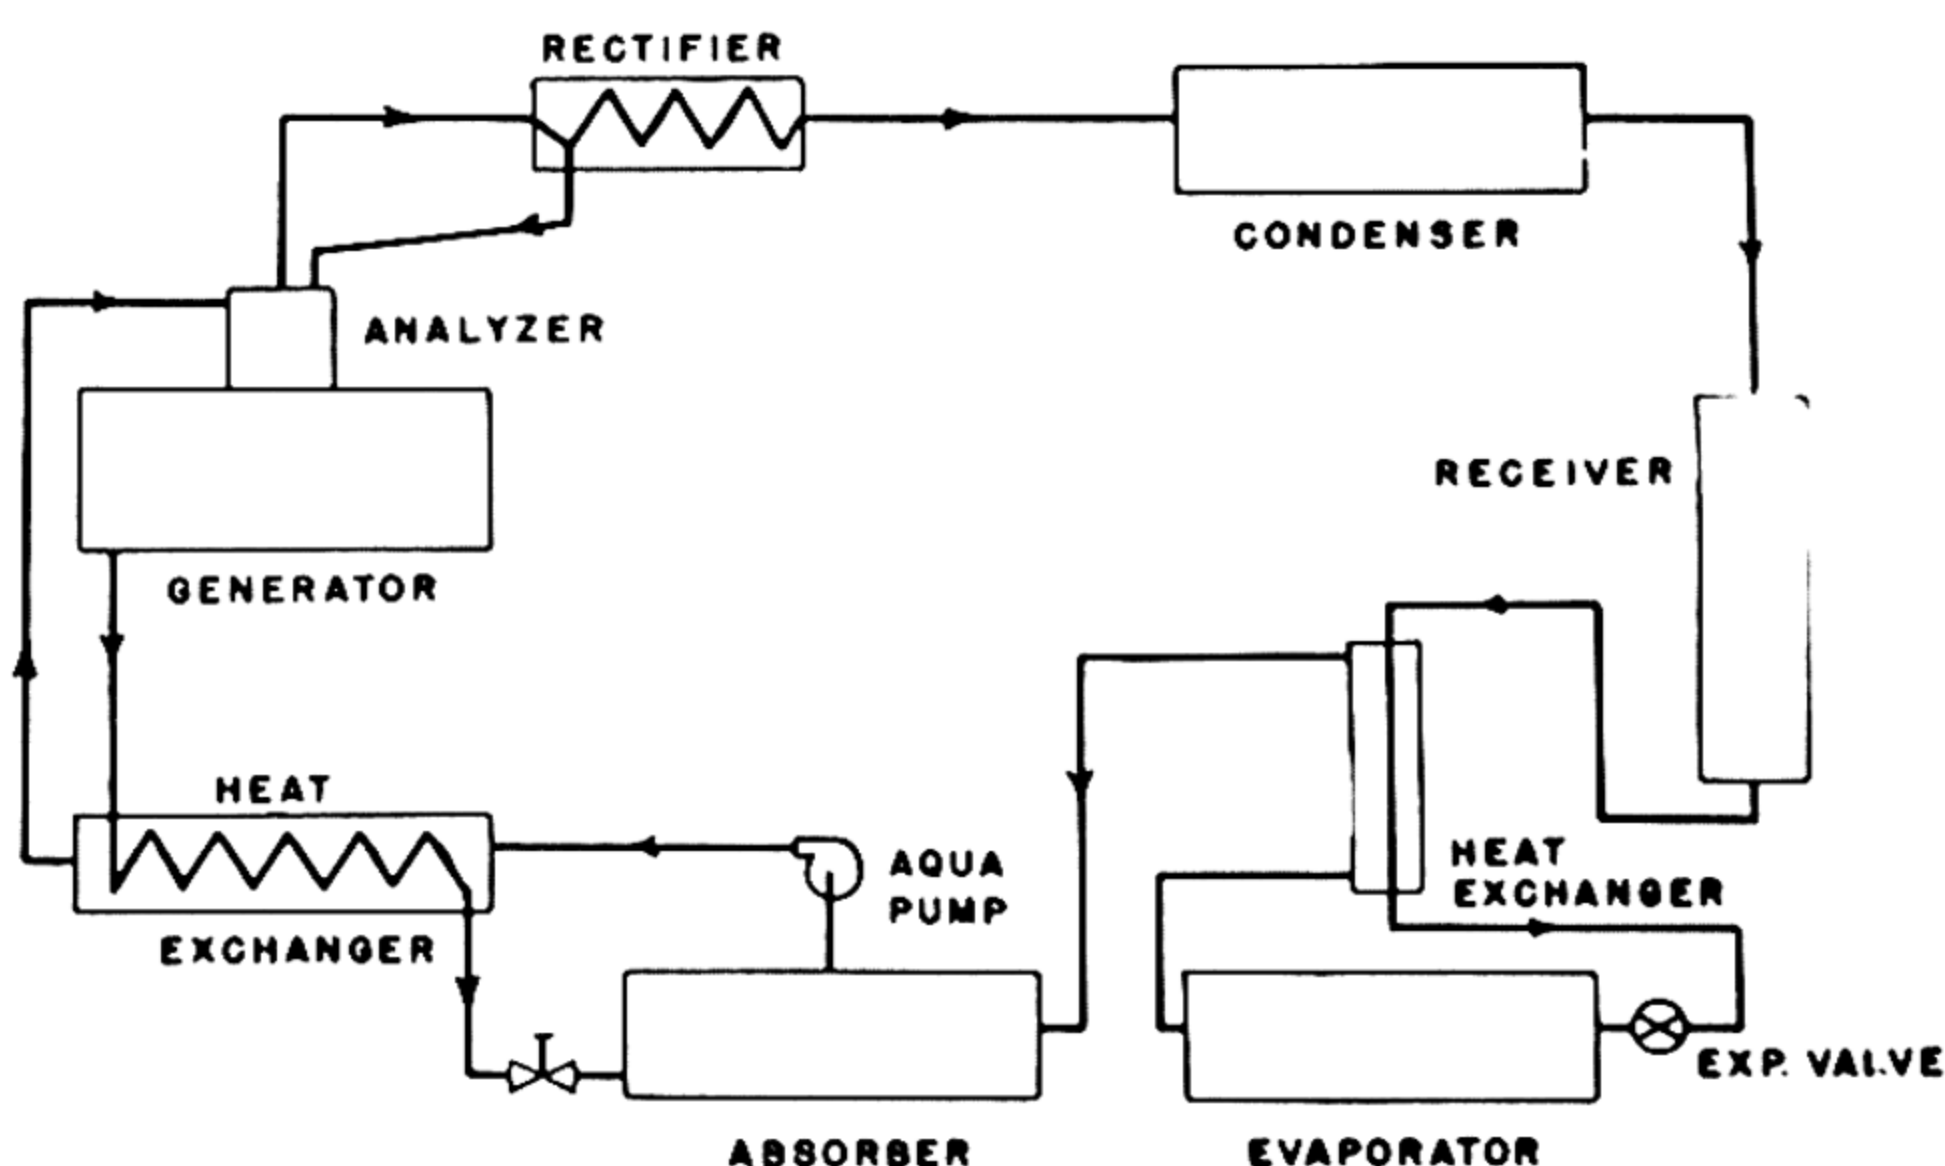 RECTIFIER
CONDENSER
ANALYZER
RECEIVER
GENERATOR
HEAT
EXCHANGER
AQUA
PUMP
HEAT
EXCHANGER
EXP. VALVE
ABSORBER
EVAPORATOR